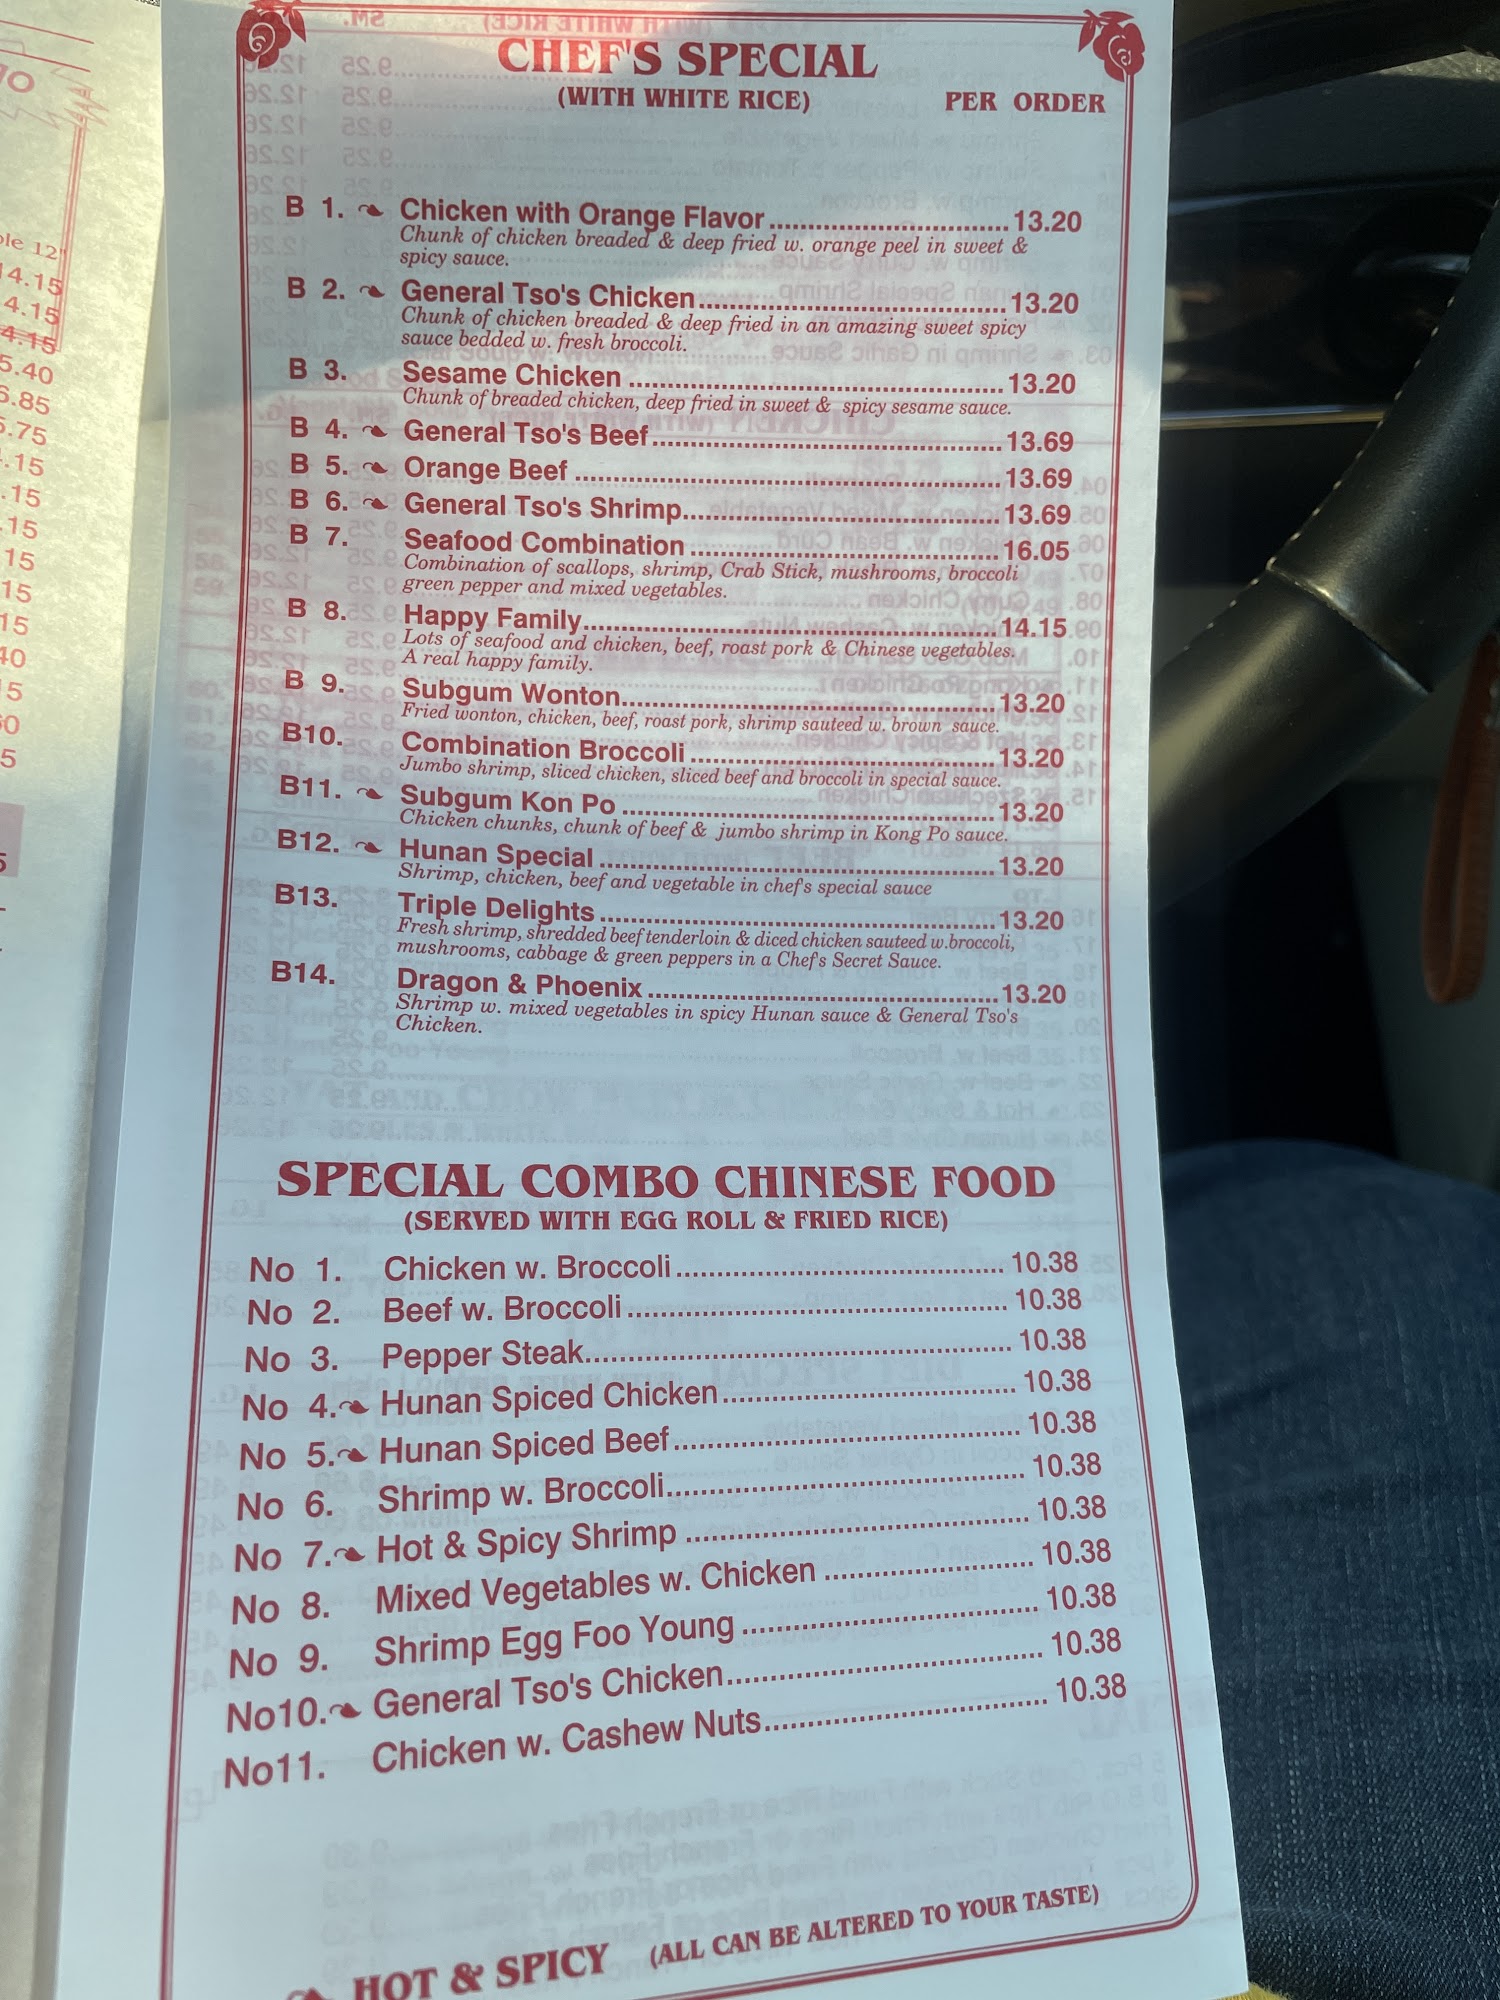 CHEF'S SPECIAL
(WITH WHITE RICE) PER ORDER
B 1. Chicken with Orange Flavor 13.20
Chunk of chicken breaded & deep fried w. orange peel in sweet &
spicy sauce.
B 2. General Tso's Chicken 13.20
Chunk of chicken breaded & deep fried in an amazing sweet spicy
sauce bedded w. fresh broccoli.
B 3. Sesame Chicken 13.20
Chunk of breaded chicken, deep fried in sweet & spicy sesame sauce.
B 4. General Tso's Beef 13.69
B 5. Orange Beef 13.69
B 6. General Tso's Shrimp 13.69
B 7. Seafood Combination 16.05
Combination of scallops, shrimp, Crab Stick, mushrooms, broccoli
green pepper and mixed vegetables.
B 8. Happy Family 14.15
Lots of seafood and chicken, beef, roast pork & Chinese vegetables.
A real happy family.
B 9. Subgum Wonton 13.20
Fried wonton, chicken, beef, roast pork, shrimp sauteed w. brown sauce.
B10. Combination Broccoli 13.20
Jumbo shrimp, sliced chicken, sliced beef and broccoli in special sauce.
B11. Subgum Kon Po 13.20
Chicken chunks, chunk of beef & jumbo shrimp in Kong Po sauce.
B12. Hunan Special 13.20
Shrimp, chicken, beef and vegetable in chef's special sauce
B13. Triple Delights 13.20
Fresh shrimp, shredded beef tenderloin & diced chicken sauteed w.broccoli,
mushrooms, cabbage & green peppers in a Chef's Secret Sauce.
B14. Dragon & Phoenix 13.20
Shrimp w. mixed vegetables in spicy Hunan sauce & General Tso's
Chicken.
SPECIAL COMBO CHINESE FOOD
(SERVED WITH EGG ROLL & FRIED RICE)
No 1. Chicken w. Broccoli 10.38
No 2. Beef w. Broccoli 10.38
No 3. Pepper Steak 10.38
No 4. Hunan Spiced Chicken 10.38
No 5. Hunan Spiced Beef 10.38
No 6. Shrimp w. Broccoli 10.38
No 7. Hot & Spicy Shrimp 10.38
No 8. Mixed Vegetables w. Chicken 10.38
No 9. Shrimp Egg Foo Young 10.38
No10. General Tso's Chicken 10.38
No11. Chicken w. Cashew Nuts 10.38
HOT & SPICY (ALL CAN BE ALTERED TO YOUR TASTE)